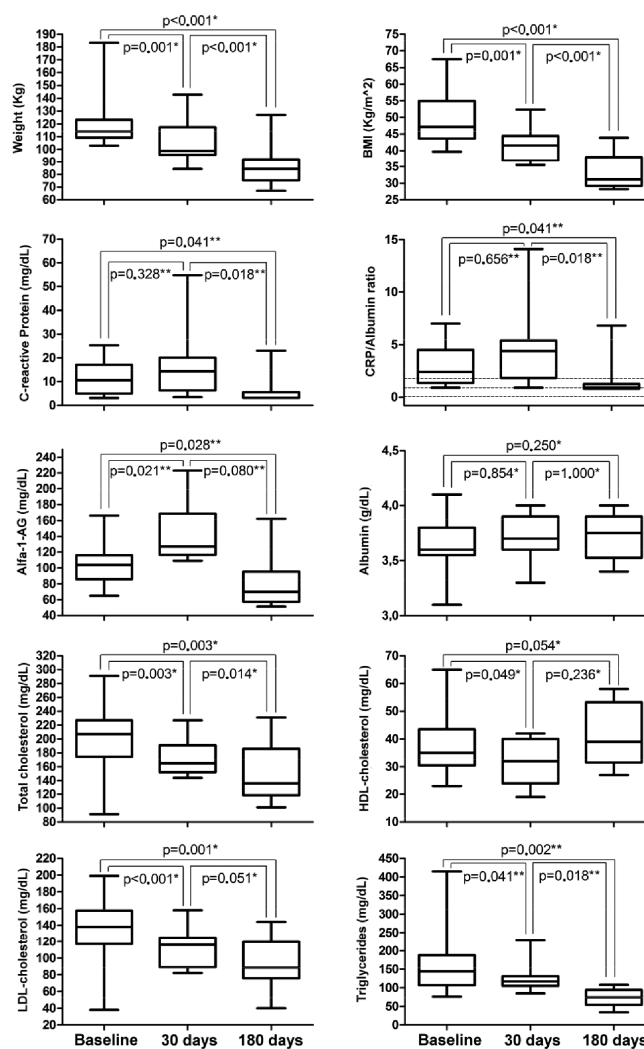 p<0.001*
p=0.001* p<0.001*
Weight (Kg)
190
180
170
160
150
140
130
120
110
100
90
80
70
60
p<0.001*
p=0.001* p<0.001*
BMI (Kg/m^2)
75
70
65
60
55
50
45
40
35
30
25
p=0.041**
p=0.328** p=0.018**
C-reactive Protein (mg/dL)
70
60
50
40
30
20
10
0
p=0.041**
p=0.656** p=0.018**
CRP/Albumin ratio
15
10
5
0
p=0.028**
p=0.021** p=0.080**
Alfa-1-AG (mg/dL)
240
220
200
180
160
140
120
100
80
60
40
p=0.250*
p=0.854* p=1.000*
Albumin (g/dL)
4.5
4.0
3.5
3.0
p=0.003*
p=0.003* p=0.014*
Total cholesterol (mg/dL)
320
300
280
260
240
220
200
180
160
140
120
100
80
p=0.054*
p=0.049* p=0.236*
HDL-cholesterol (mg/dL)
70
60
50
40
30
20
10
0
p=0.001*
p<0.001* p=0.051*
LDL-cholesterol (mg/dL)
220
200
180
160
140
120
100
80
60
40
20
Baseline 30 days 180 days
p=0.002**
p=0.041** p=0.018**
Triglycerides (mg/dL)
450
400
350
300
250
200
150
100
50
0
Baseline 30 days 180 days